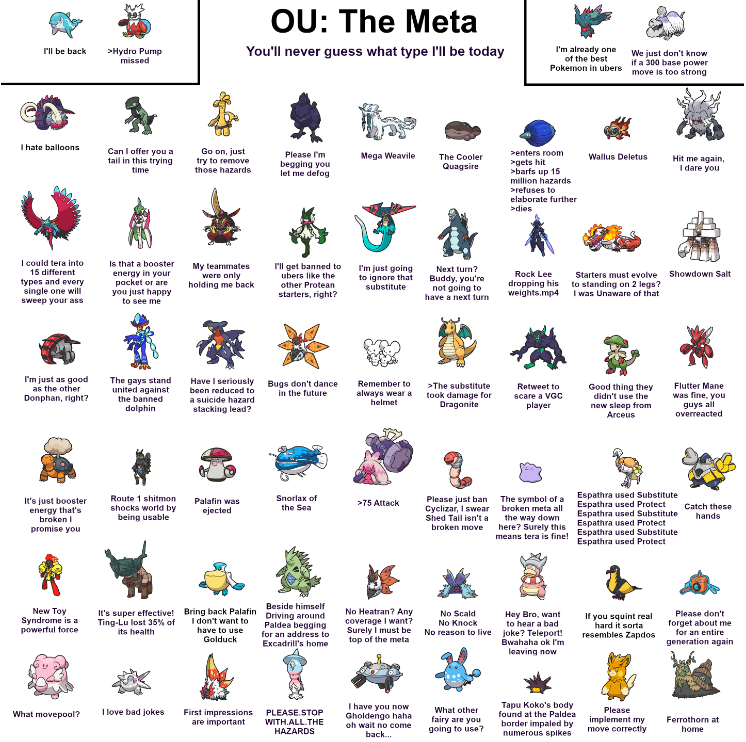 OU: The Meta
You'll never guess what type I'll be today
I'll be back
>Hydro Pump
missed
I'm already one
of the best
Pokemon in ubers
We just don't know
if a 300 base power
move is too strong
I hate balloons
Can I offer you a
tail in this trying
time
Go on, just
try to remove
those hazards
Please I'm
begging you
let me defog
Mega Weavile
The Cooler
Quagsire
>enters room
>gets hit
>barfs up 15
million hazards
>refuses to
elaborate further
>dies
Wallus Deletus
Hit me again,
I dare you
I could tera into
15 different
types and every
single one will
sweep your ass
Is that a booster
energy in your
pocket or are
you just happy
to see me
My teammates
were only
holding me back
I'll get banned to
ubers like the
other Protean
starters, right?
I'm just going
to ignore that
substitute
Next turn?
Buddy, you're
not going to
have a next turn
Rock Lee
dropping his
weights.mp4
Starters must evolve
to standing on 2 legs?
I was Unaware of that
Showdown Salt
I'm just as good
as the other
Donphan, right?
The gays stand
united against
the banned
dolphin
Have I seriously
been reduced to
a suicide hazard
stacking lead?
Bugs don't dance
in the future
Remember to
always wear a
helmet
>The substitute
took damage for
Dragonite
Retweet to
scare a VGC
player
Good thing they
didn't use the
new sleep from
Arceus
Flutter Mane
was fine, you
guys all
overreacted
It's just booster
energy that's
broken I
promise you
Route 1 shitmon
shocks world by
being usable
Palafin was
ejected
Snorlax of
the Sea
>75 Attack
Please just ban
Cyclizar, I swear
Shed Tail isn't a
broken move
The symbol of a
broken meta all
the way down
here? Surely this
means tera is fine!
Espathra used Substitute
Espathra used Protect
Espathra used Substitute
Espathra used Protect
Espathra used Substitute
Espathra used Protect
Catch these
hands
New Toy
Syndrome is a
powerful force
It's super effective!
Ting-Lu lost 35% of
its health
Bring back Palafin
I don't want to
have to use
Golduck
Beside himself
Driving around
Paldea begging
for an address to
Excadrill's home
No Heatran? Any
coverage I want?
Surely I must be
top of the meta
No Scald
No Knock
No reason to live
Hey Bro, want
to hear a bad
joke? Teleport!
Bwahaha ok I'm
leaving now
If you squint real
hard it sorta
resembles Zapdos
Please don't
forget about me
for an entire
generation again
What movepool?
I love bad jokes
First impressions
are important
PLEASE.STOP
WITH.ALL.THE
HAZARDS
I have you now
Gholdengo haha
oh wait no come
back...
What other
fairy are you
going to use?
Tapu Koko's body
found at the Paldea
border impaled by
numerous spikes
Please
implement my
move correctly
Ferrothorn at
home